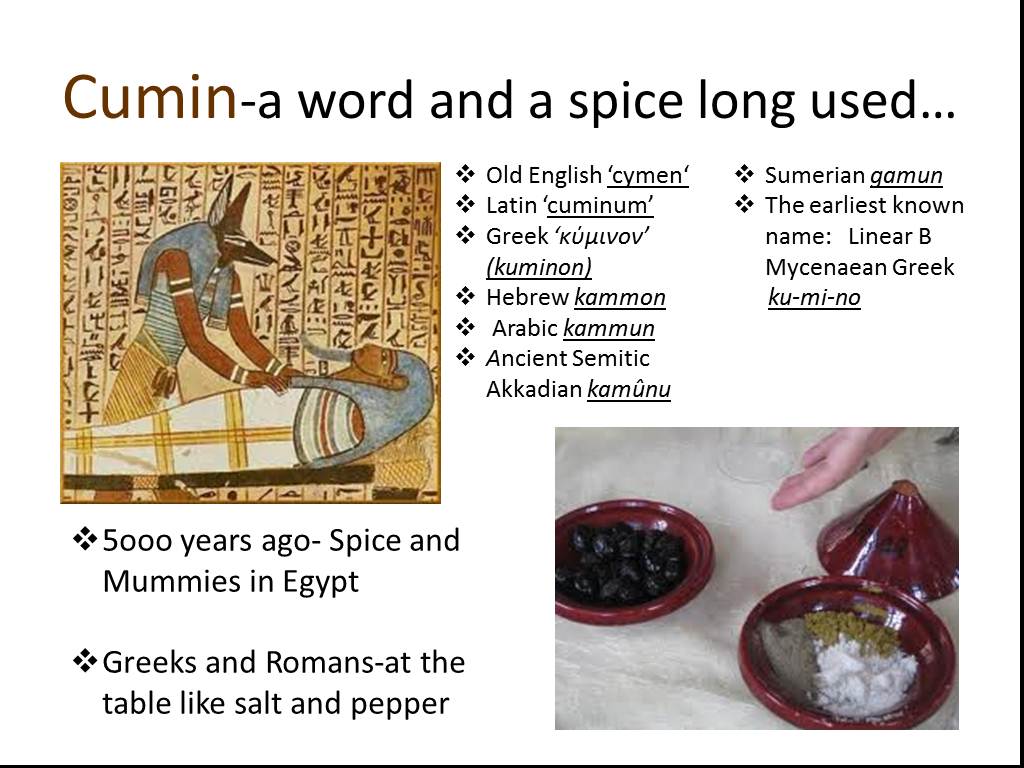 Cumin-a word and a spice long used…
❖ Old English ‘cymen‘
❖ Latin ‘cuminum’
❖ Greek ‘κύμινον’
(kuminon)
❖ Hebrew kammon
❖ Arabic kammun
❖ Ancient Semitic
Akkadian kamûnu
❖ Sumerian gamun
❖ The earliest known
name: Linear B
Mycenaean Greek
ku-mi-no
❖5ooo years ago- Spice and
Mummies in Egypt
❖Greeks and Romans-at the
table like salt and pepper